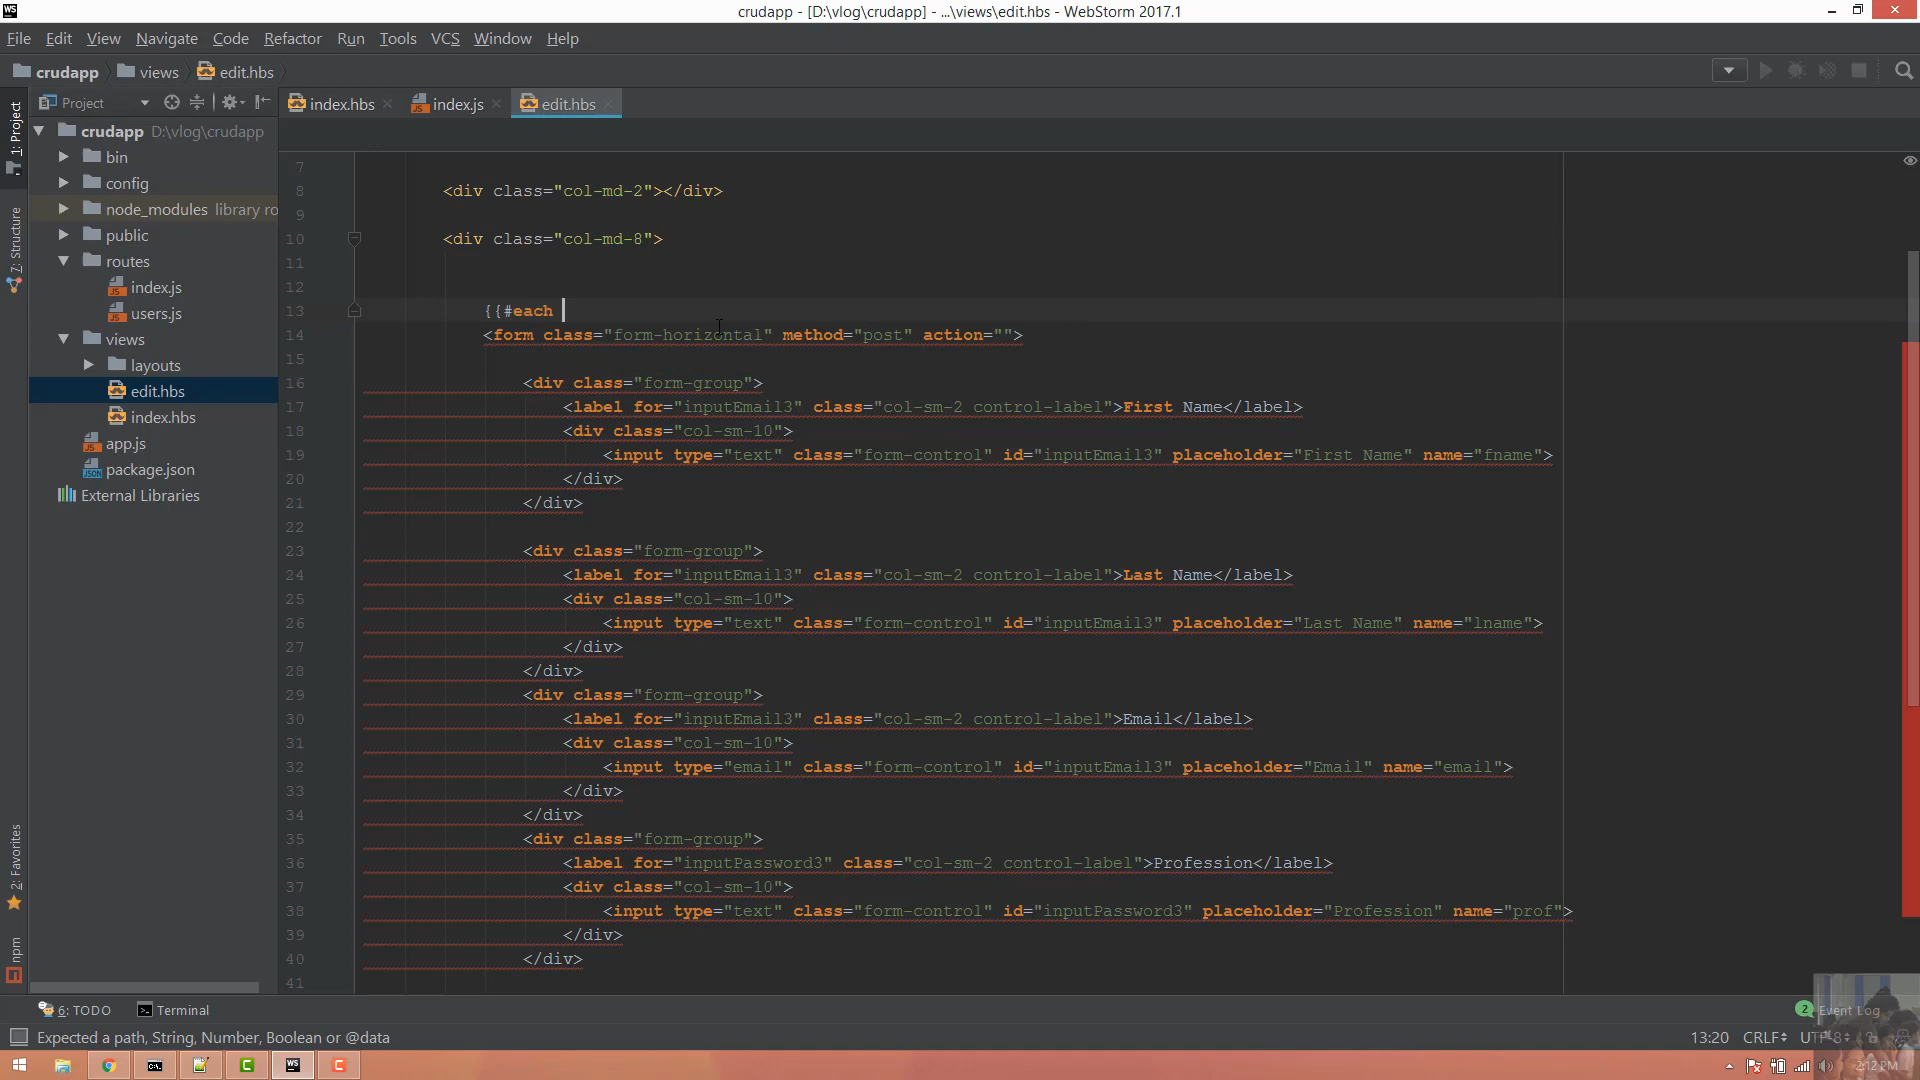 WS crudapp - [D:\vlog\crudapp] - ...\views\edit.hbs - WebStorm 2017.1
File Edit View Navigate Code Refactor Run Tools VCS Window Help
crudapp views edit.hbs
Project
index.hbs
index.js
edit.hbs
1: Project
7: Structure
2: Favorites
npm
crudapp D:\vlog\crudapp
bin
config
node_modules library ro
public
routes
index.js
users.js
views
layouts
edit.hbs
index.hbs
app.js
package.json
External Libraries
7
8 <div class="col-md-2"></div>
9
10 <div class="col-md-8">
11
12
13 {{#each
14 <form class="form-horizontal" method="post" action="">
15
16 <div class="form-group">
17 <label for="inputEmail3" class="col-sm-2 control-label">First Name</label>
18 <div class="col-sm-10">
19 <input type="text" class="form-control" id="inputEmail3" placeholder="First Name" name="fname">
20 </div>
21 </div>
22
23 <div class="form-group">
24 <label for="inputEmail3" class="col-sm-2 control-label">Last Name</label>
25 <div class="col-sm-10">
26 <input type="text" class="form-control" id="inputEmail3" placeholder="Last Name" name="lname">
27 </div>
28 </div>
29 <div class="form-group">
30 <label for="inputEmail3" class="col-sm-2 control-label">Email</label>
31 <div class="col-sm-10">
32 <input type="email" class="form-control" id="inputEmail3" placeholder="Email" name="email">
33 </div>
34 </div>
35 <div class="form-group">
36 <label for="inputPassword3" class="col-sm-2 control-label">Profession</label>
37 <div class="col-sm-10">
38 <input type="text" class="form-control" id="inputPassword3" placeholder="Profession" name="prof">
39 </div>
40 </div>
41
6: TODO Terminal
2 Event Log
Expected a path, String, Number, Boolean or @data
13:20 CRLF UTF-8
2:12 PM